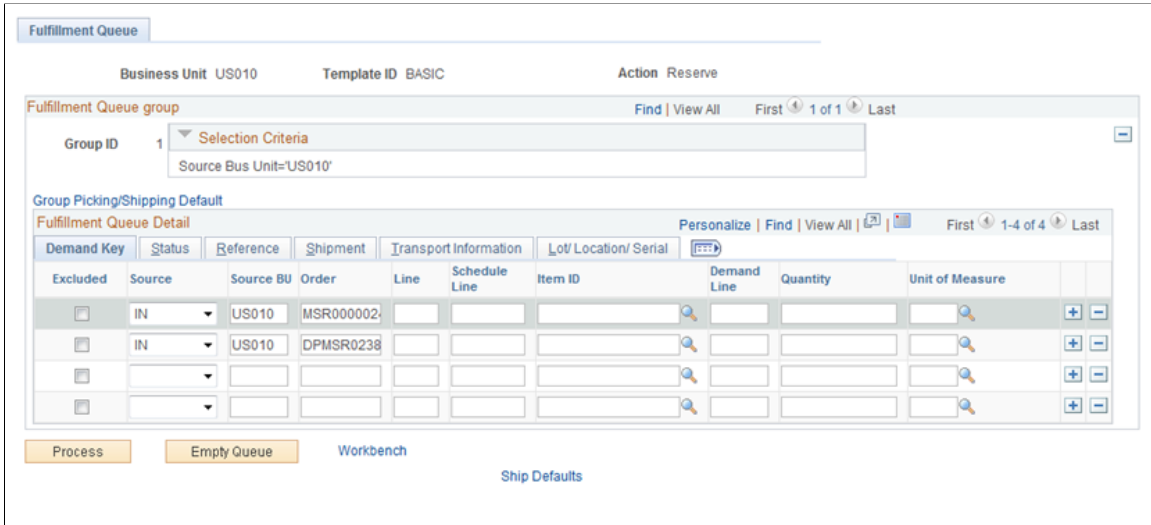 Fulfillment Queue
Business Unit US010 Template ID BASIC Action Reserve
Fulfillment Queue group Find | View All First 1 of 1 Last
Group ID 1 Selection Criteria
Source Bus Unit='US010'
Group Picking/Shipping Default
Fulfillment Queue Detail Personalize | Find | View All | | First 1-4 of 4 Last
Demand Key Status Reference Shipment Transport Information Lot/ Location/ Serial
Excluded Source Source BU Order Line Schedule Line Item ID Demand Line Quantity Unit of Measure
IN US010 MSR0000024
IN US010 DPMSR0238
Process Empty Queue Workbench
Ship Defaults